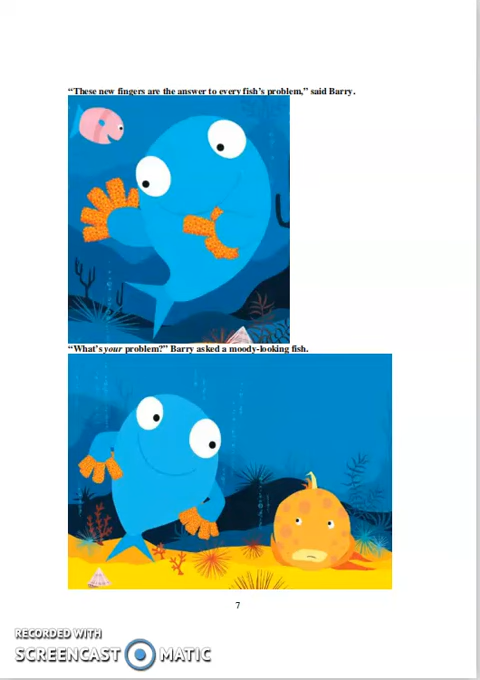 “These new fingers are the answer to every fish’s problem,” said Barry.
“What’s your problem?” Barry asked a moody-looking fish.
7
RECORDED WITH
SCREENCAST MATIC